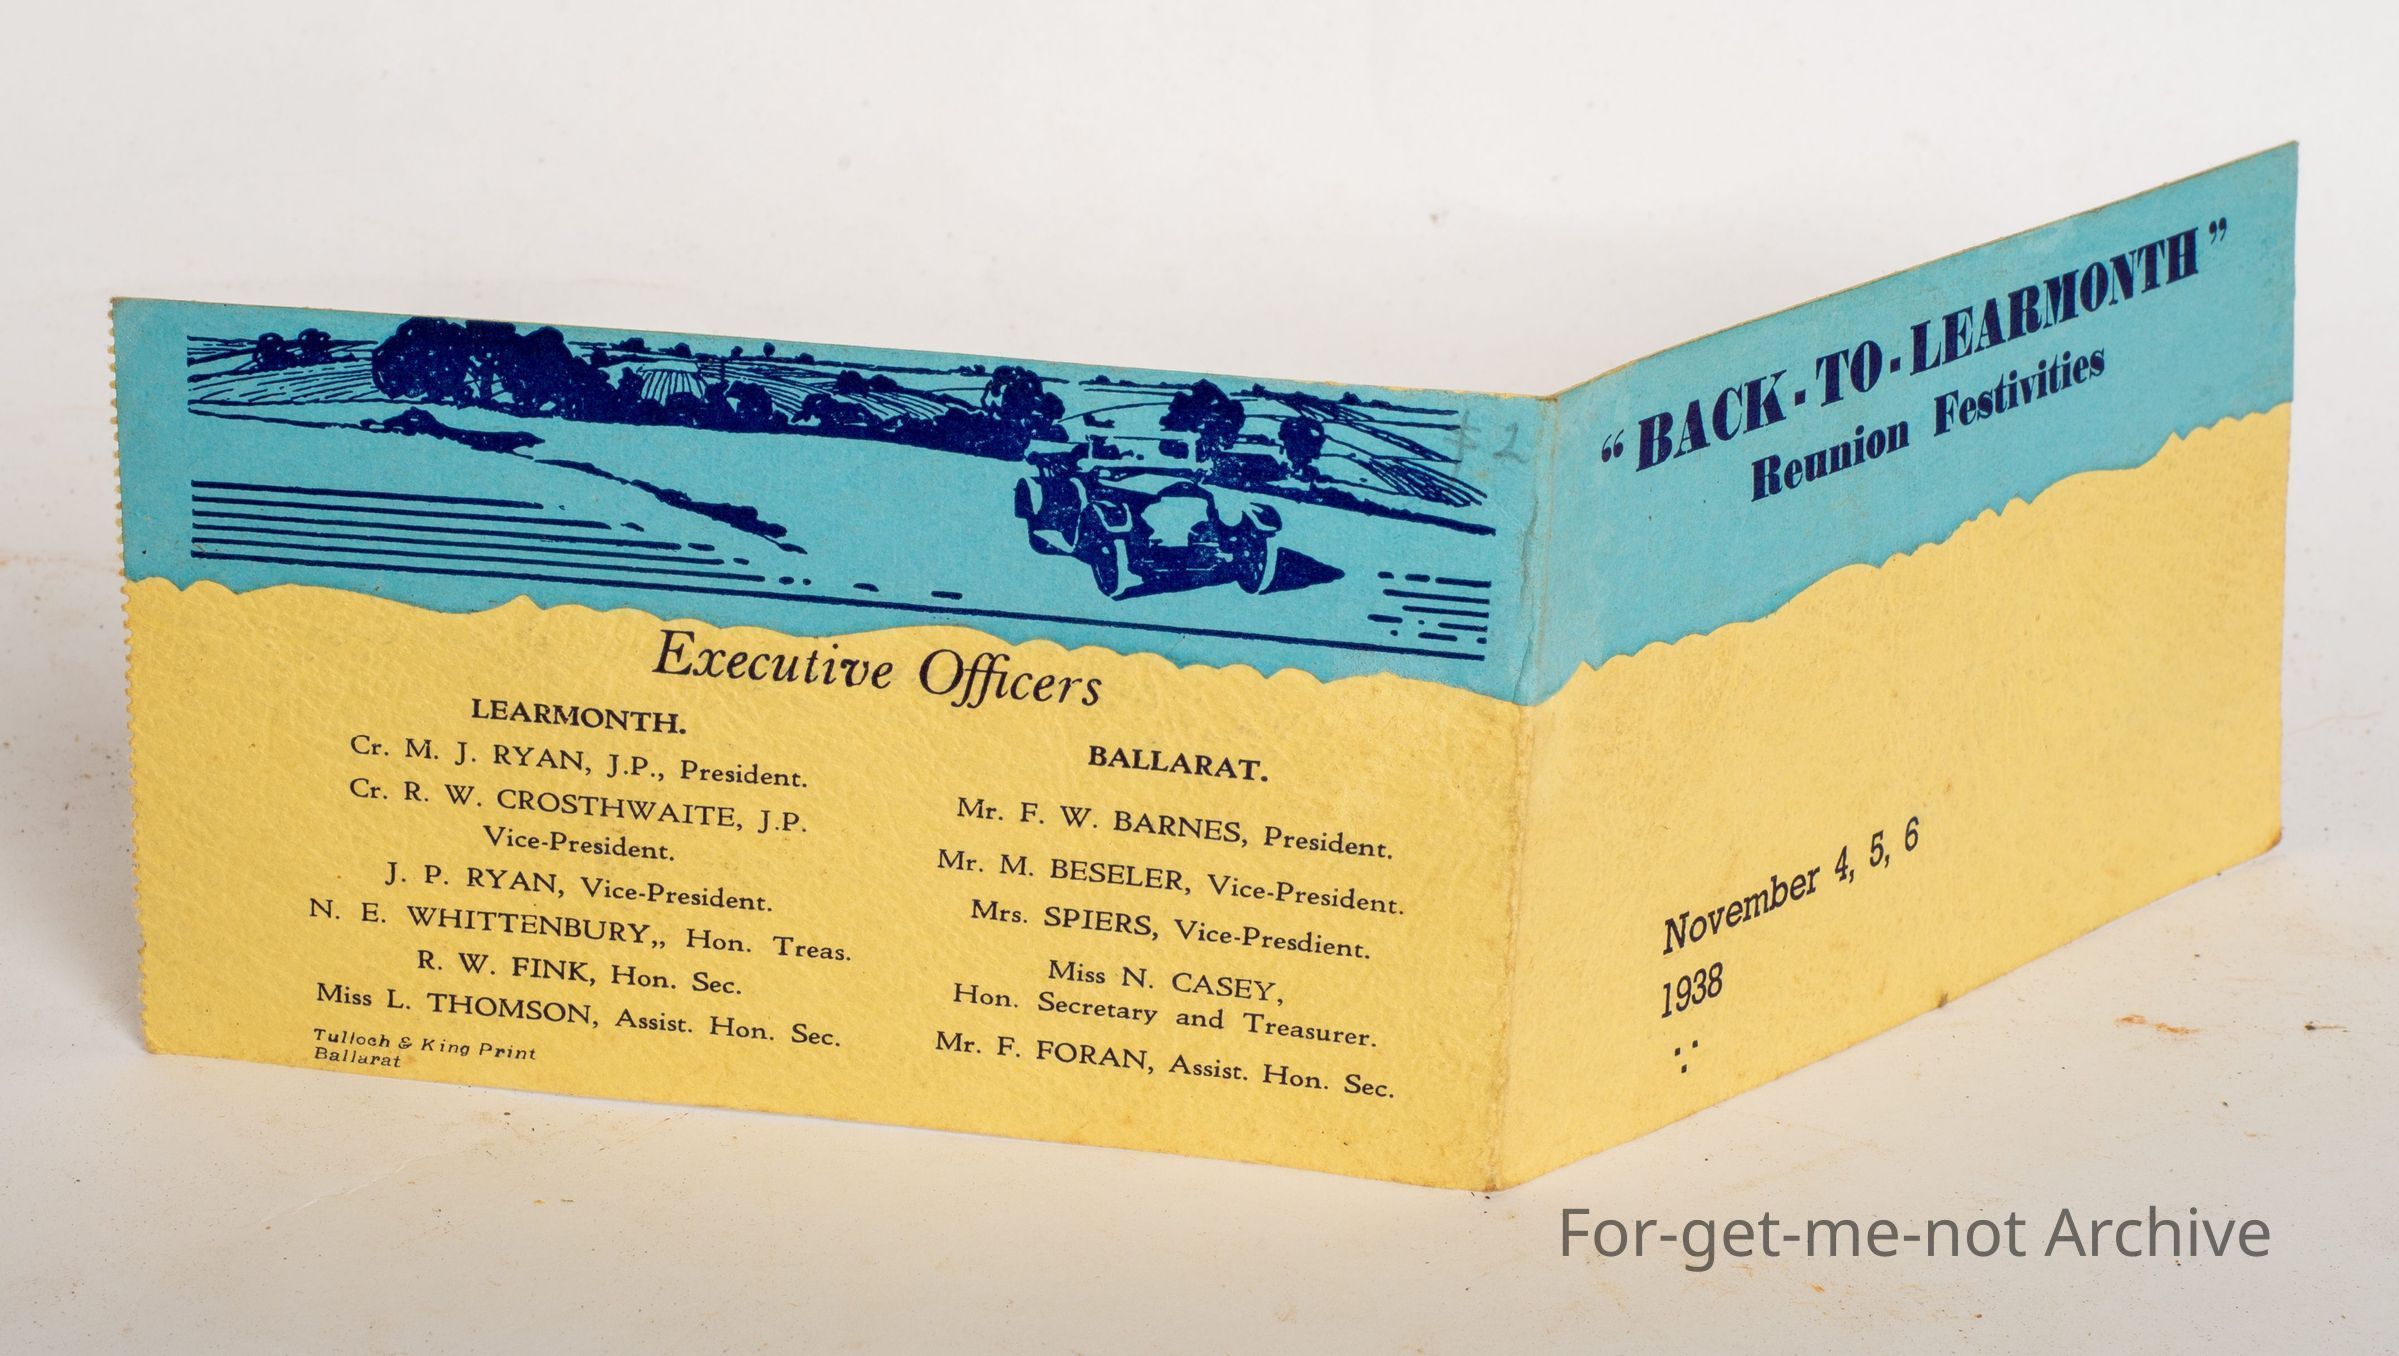 Executive Officers
LEARMONTH.
Cr. M. J. RYAN, J.P., President.
Cr. R. W. CROSTHWAITE, J.P.
Vice-President.
J. P. RYAN, Vice-President.
N. E. WHITTENBURY,, Hon. Treas.
R. W. FINK, Hon. Sec.
Miss L. THOMSON, Assist. Hon. Sec.
Tulloch & King Print
Ballarat
BALLARAT.
Mr. F. W. BARNES, President.
Mr. M. BESELER, Vice-President.
Mrs. SPIERS, Vice-Presdient.
Miss N. CASEY,
Hon. Secretary and Treasurer.
Mr. F. FORAN, Assist. Hon. Sec.
$2
“BACK-TO-LEARMONTH”
Reunion Festivities
November 4, 5, 6
1938
For-get-me-not Archive